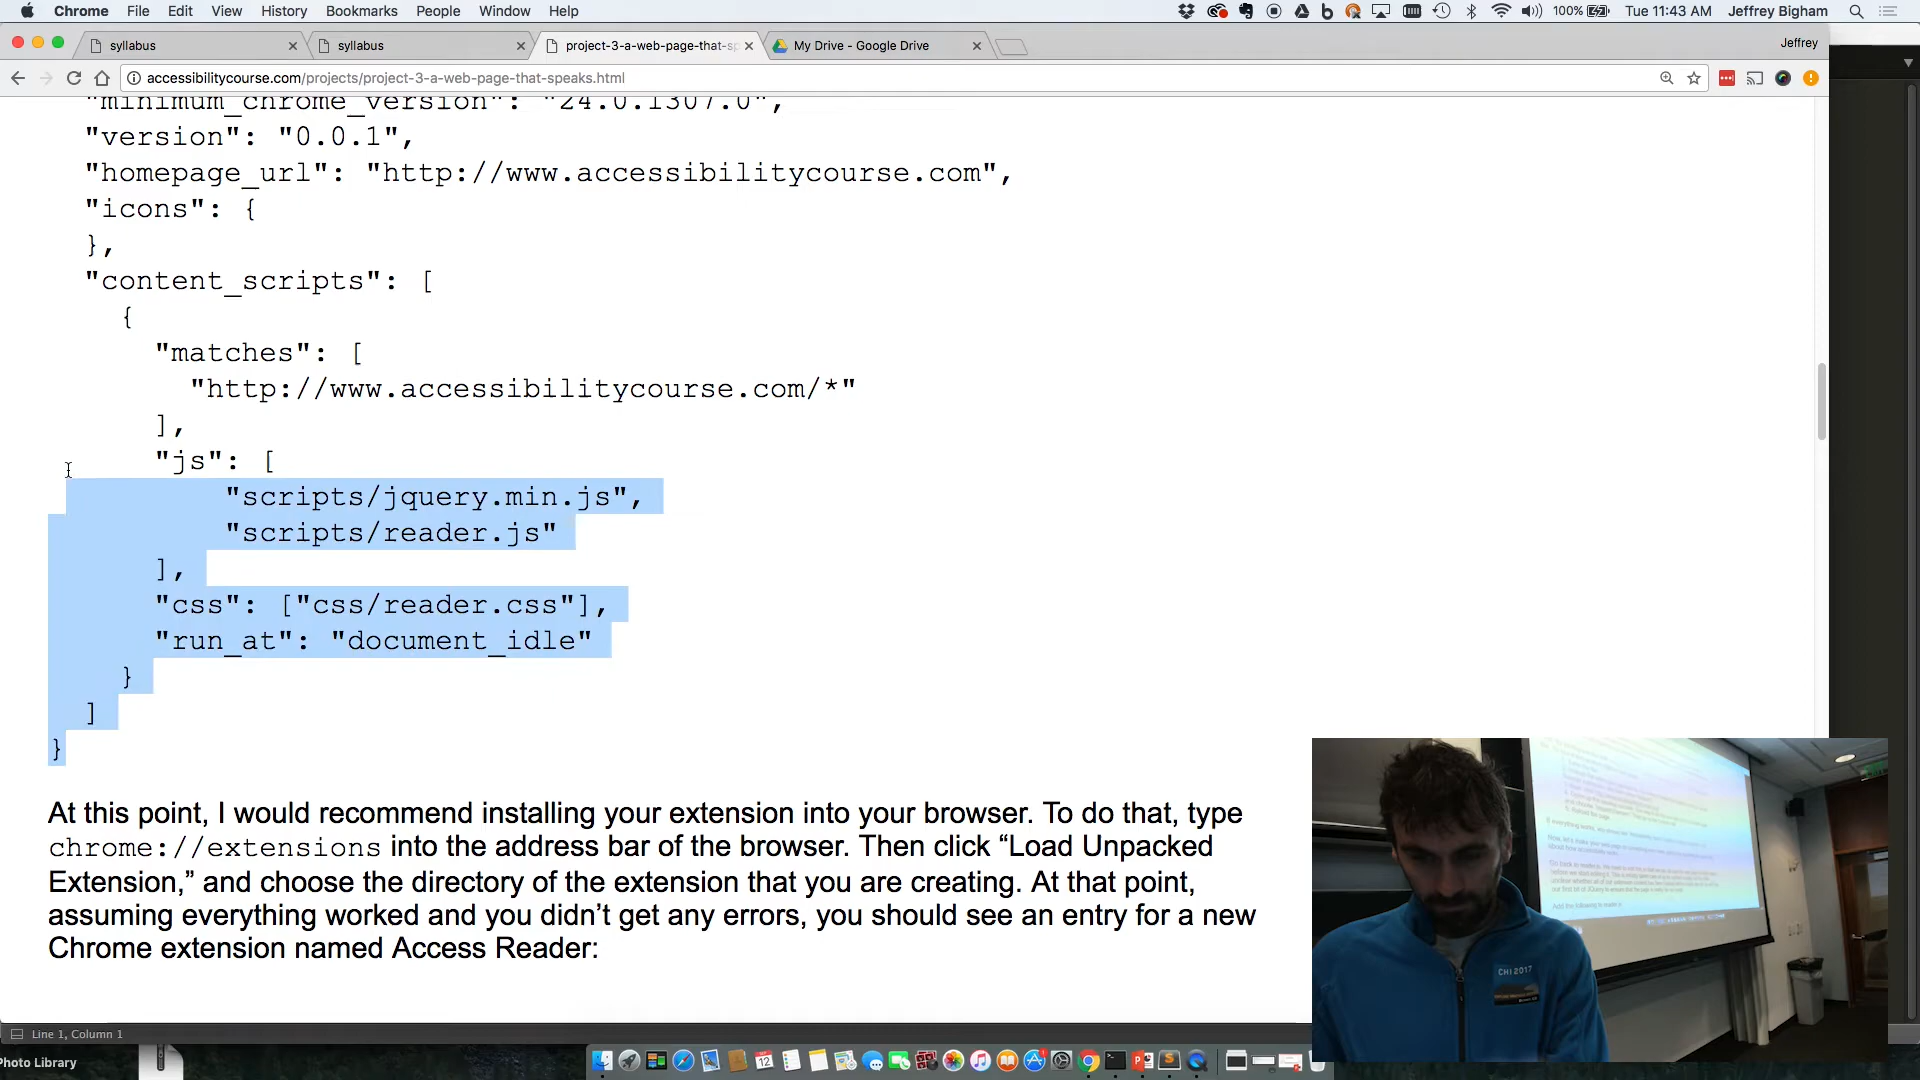 Chrome File Edit View History Bookmarks People Window Help 100% Tue 11:43 AM Jeffrey Bigham
syllabus syllabus project-3-a-web-page-that-sp My Drive - Google Drive Jeffrey
accessibilitycourse.com/projects/project-3-a-web-page-that-speaks.html
"minimum_chrome_version": "24.0.1307.0",
"version": "0.0.1",
"homepage_url": "http://www.accessibilitycourse.com",
"icons": {
},
"content_scripts": [
{
"matches": [
"http://www.accessibilitycourse.com/*"
],
"js": [
"scripts/jquery.min.js",
"scripts/reader.js"
],
"css": ["css/reader.css"],
"run_at": "document_idle"
}
]
}
At this point, I would recommend installing your extension into your browser. To do that, type
chrome://extensions into the address bar of the browser. Then click “Load Unpacked
Extension,” and choose the directory of the extension that you are creating. At that point,
assuming everything worked and you didn’t get any errors, you should see an entry for a new
Chrome extension named Access Reader:
CHI 2017
Line 1, Column 1
Photo Library